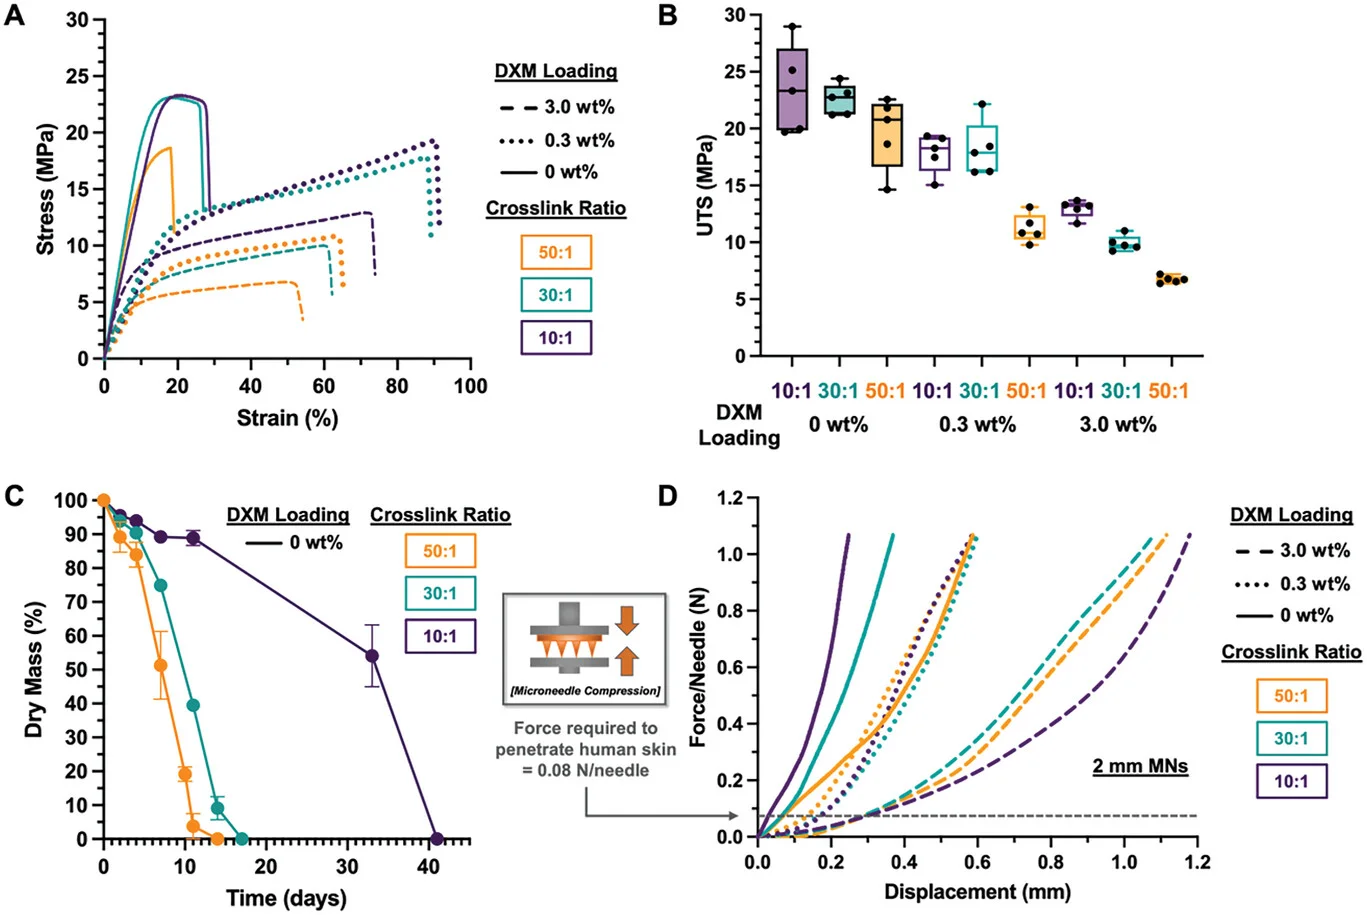 A
30
25
20
15
10
5
0
Stress (MPa)
0 20 40 60 80 100
Strain (%)
DXM Loading
3.0 wt%
0.3 wt%
0 wt%
Crosslink Ratio
50:1
30:1
10:1
B
30
25
20
15
10
5
0
UTS (MPa)
10:1 30:1 50:1 10:1 30:1 50:1 10:1 30:1 50:1
DXM
Loading
0 wt% 0.3 wt% 3.0 wt%
C
100
90
80
70
60
50
40
30
20
10
0
Dry Mass (%)
0 10 20 30 40
Time (days)
DXM Loading
0 wt%
Crosslink Ratio
50:1
30:1
10:1
[Microneedle Compression]
Force required to
penetrate human skin
= 0.08 N/needle
D
1.2
1.0
0.8
0.6
0.4
0.2
0.0
Force/Needle (N)
0.0 0.2 0.4 0.6 0.8 1.0 1.2
Displacement (mm)
2 mm MNs
DXM Loading
3.0 wt%
0.3 wt%
0 wt%
Crosslink Ratio
50:1
30:1
10:1